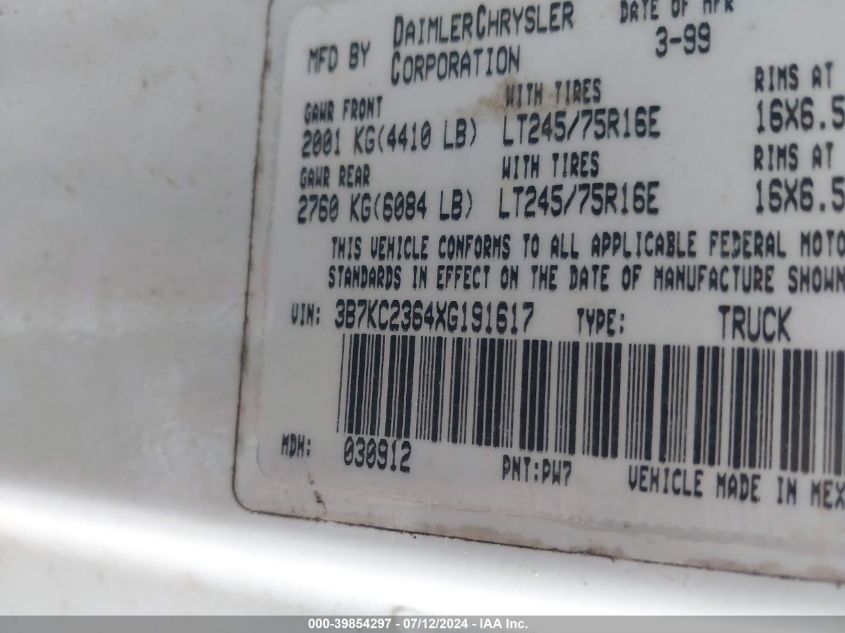 MFD BY DAIMLERCHRYSLER CORPORATION DATE OF MFR 3-99
GAWR FRONT WITH TIRES RIMS AT
2001 KG(4410 LB) LT245/75R16E 16X6.5
GAWR REAR WITH TIRES RIMS AT
2760 KG(6084 LB) LT245/75R16E 16X6.5
THIS VEHICLE CONFORMS TO ALL APPLICABLE FEDERAL MOTO
STANDARDS IN EFFECT ON THE DATE OF MANUFACTURE SHOWN
VIN: 3B7KC2364XG191617 TYPE: TRUCK
MDH: 030912
PNT:PW7 VEHICLE MADE IN MEX
000-39854297 - 07/12/2024 - IAA Inc.